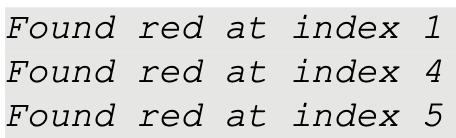 Found red at index 1
Found red at index 4
Found red at index 5